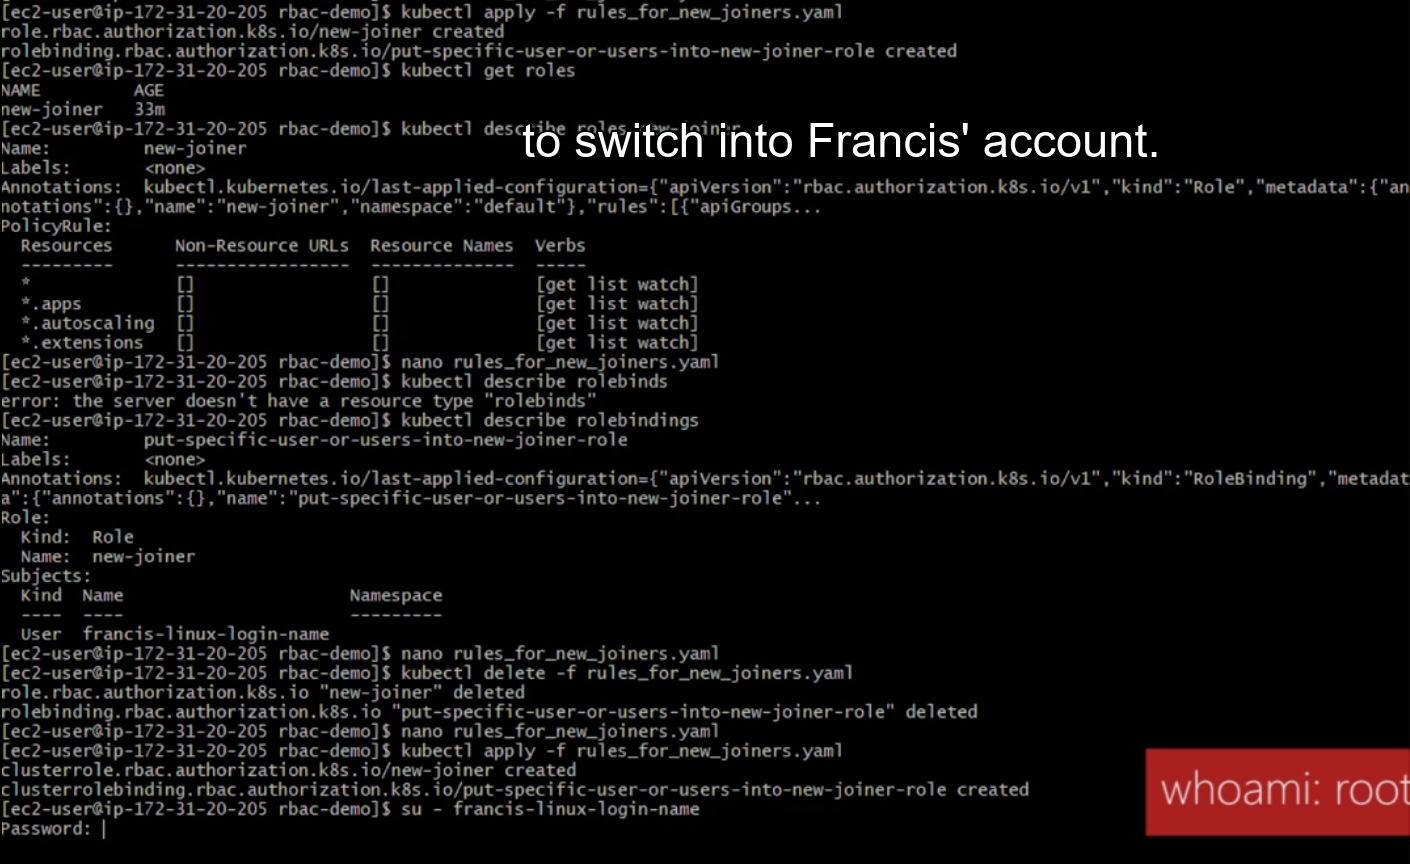 [ec2-user@ip-172-31-20-205 rbac-demo]$ kubectl apply -f rules_for_new_joiners.yaml
role.rbac.authorization.k8s.io/new-joiner created
rolebinding.rbac.authorization.k8s.io/put-specific-user-or-users-into-new-joiner-role created
[ec2-user@ip-172-31-20-205 rbac-demo]$ kubectl get roles
NAME         AGE
new-joiner   33m
[ec2-user@ip-172-31-20-205 rbac-demo]$ kubectl describe roles new-joiner
to switch into Francis' account.
Name:         new-joiner
Labels:       <none>
Annotations:  kubectl.kubernetes.io/last-applied-configuration={"apiVersion":"rbac.authorization.k8s.io/v1","kind":"Role","metadata":{"an
notations":{},"name":"new-joiner","namespace":"default"},"rules":[{"apiGroups...
PolicyRule:
  Resources      Non-Resource URLs  Resource Names  Verbs
  ---------      -----------------  --------------  -----
  *              []                 []              [get list watch]
  *.apps         []                 []              [get list watch]
  *.autoscaling  []                 []              [get list watch]
  *.extensions   []                 []              [get list watch]
[ec2-user@ip-172-31-20-205 rbac-demo]$ nano rules_for_new_joiners.yaml
[ec2-user@ip-172-31-20-205 rbac-demo]$ kubectl describe rolebinds
error: the server doesn't have a resource type "rolebinds"
[ec2-user@ip-172-31-20-205 rbac-demo]$ kubectl describe rolebindings
Name:         put-specific-user-or-users-into-new-joiner-role
Labels:       <none>
Annotations:  kubectl.kubernetes.io/last-applied-configuration={"apiVersion":"rbac.authorization.k8s.io/v1","kind":"RoleBinding","metadat
a":{"annotations":{},"name":"put-specific-user-or-users-into-new-joiner-role"...
Role:
  Kind:  Role
  Name:  new-joiner
Subjects:
  Kind  Name                      Namespace
  ----  ----                      ---------
  User  francis-linux-login-name
[ec2-user@ip-172-31-20-205 rbac-demo]$ nano rules_for_new_joiners.yaml
[ec2-user@ip-172-31-20-205 rbac-demo]$ kubectl delete -f rules_for_new_joiners.yaml
role.rbac.authorization.k8s.io "new-joiner" deleted
rolebinding.rbac.authorization.k8s.io "put-specific-user-or-users-into-new-joiner-role" deleted
[ec2-user@ip-172-31-20-205 rbac-demo]$ nano rules_for_new_joiners.yaml
[ec2-user@ip-172-31-20-205 rbac-demo]$ kubectl apply -f rules_for_new_joiners.yaml
clusterrole.rbac.authorization.k8s.io/new-joiner created
clusterrolebinding.rbac.authorization.k8s.io/put-specific-user-or-users-into-new-joiner-role created
[ec2-user@ip-172-31-20-205 rbac-demo]$ su - francis-linux-login-name
Password:
whoami: root